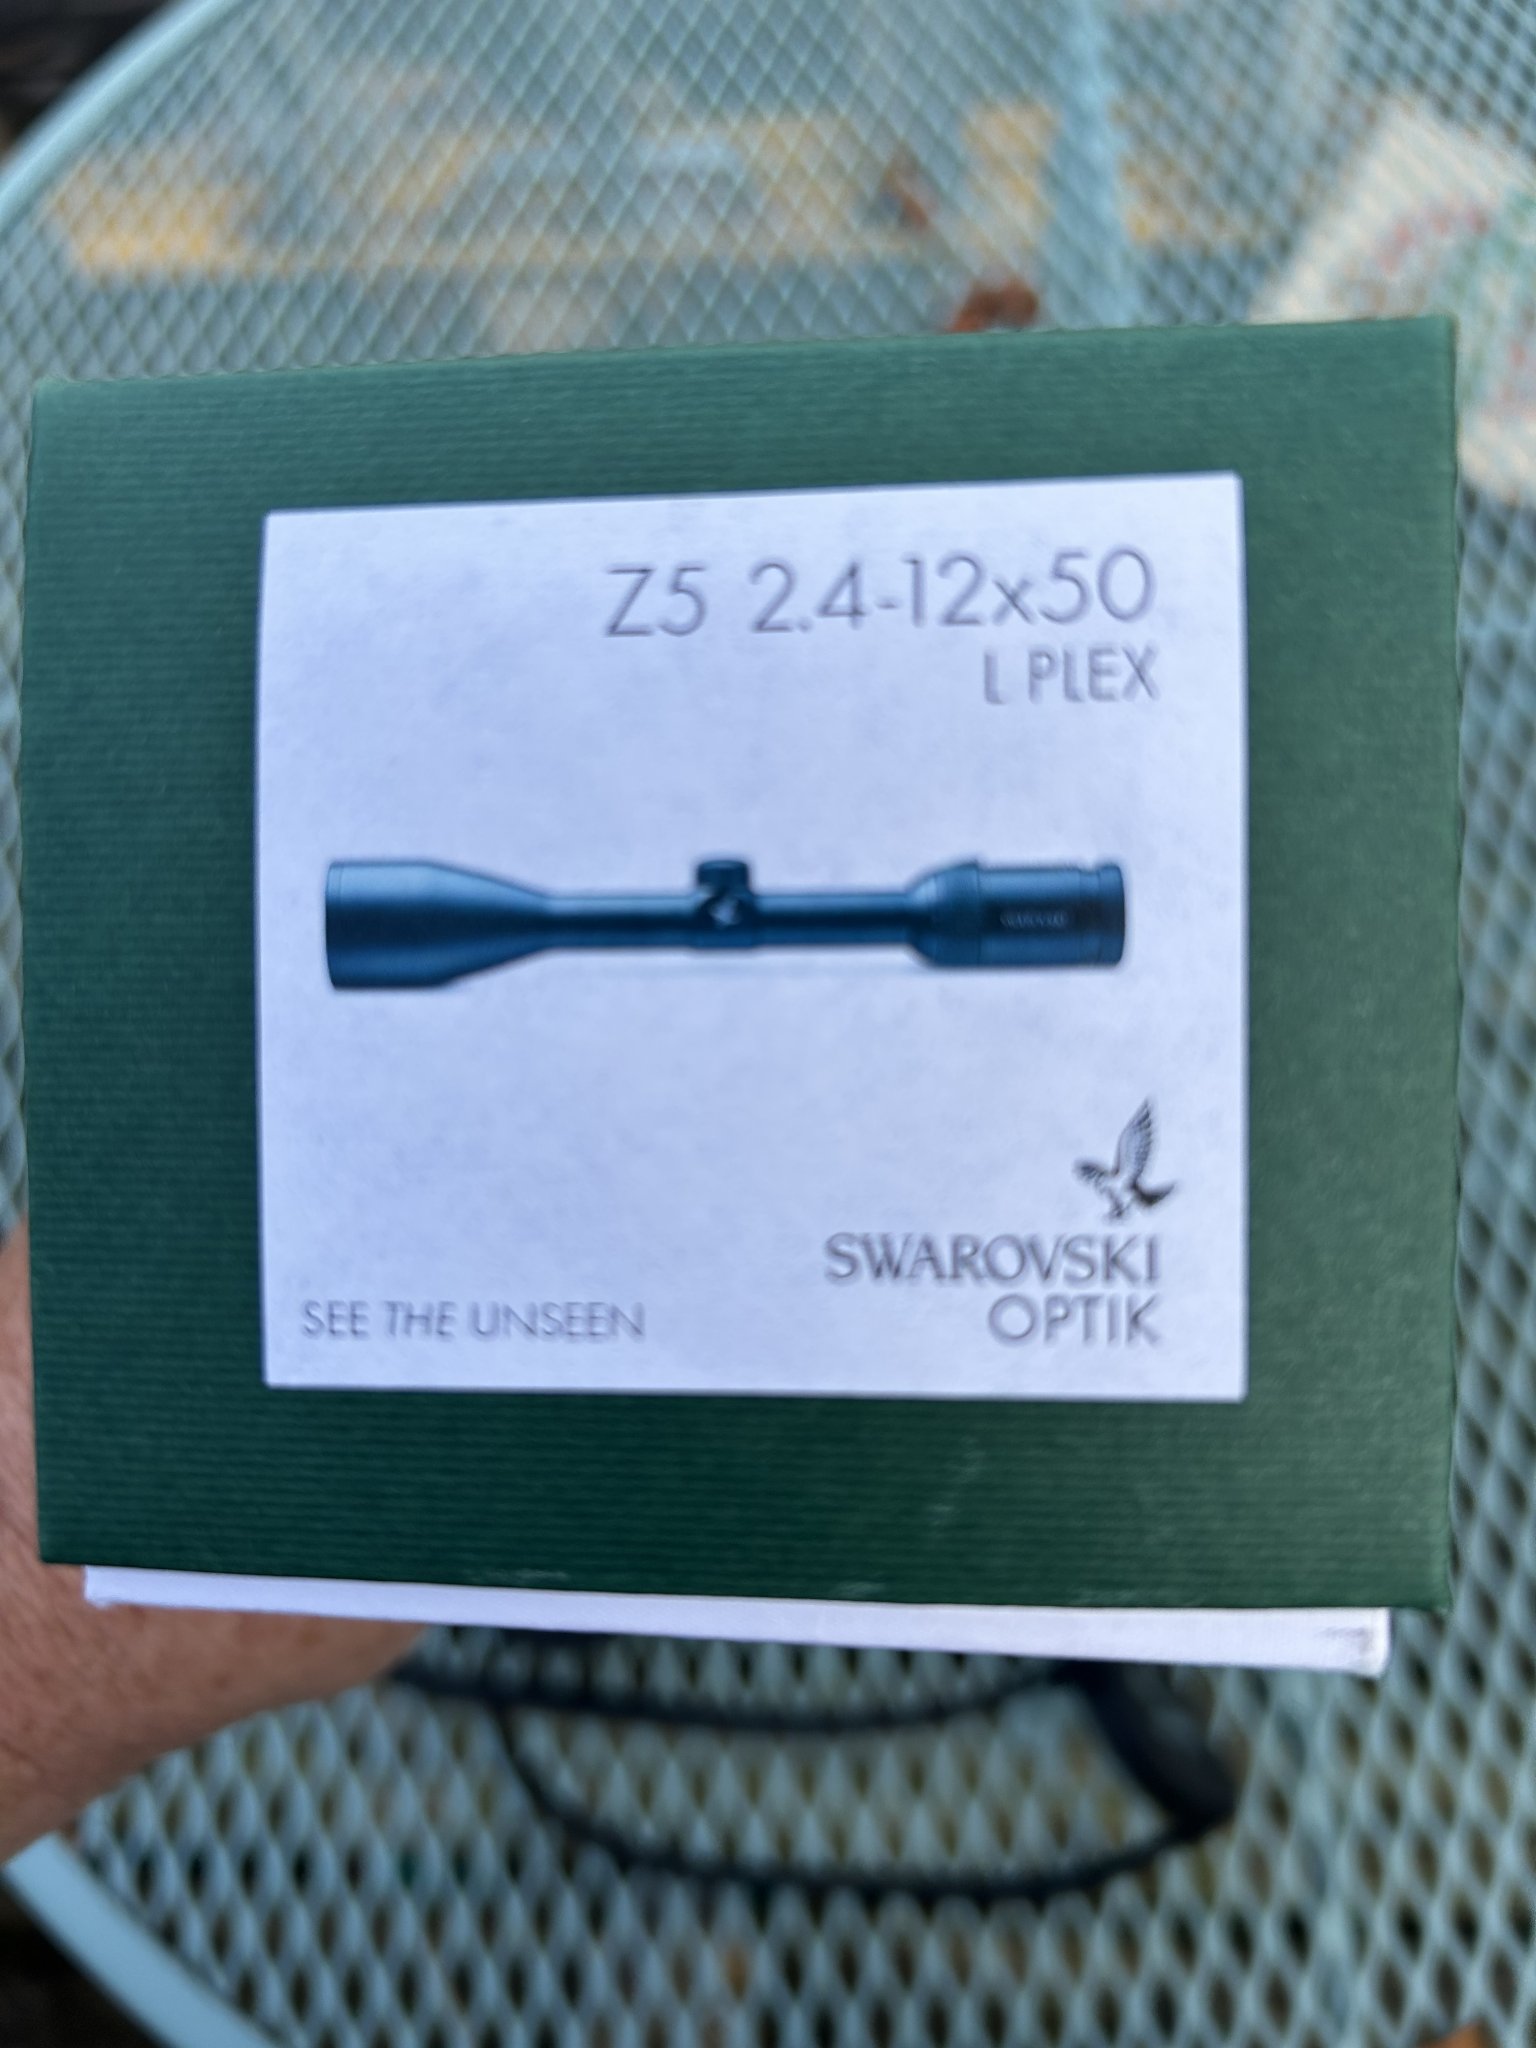 Z5 2.4-12x50
L PLEX
SWAROVSKI
OPTIK
SEE THE UNSEEN